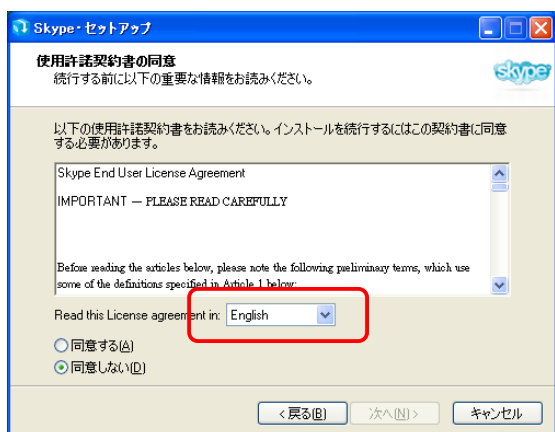 Skype - セットアップ
使用許諾契約書の同意
続行する前に以下の重要な情報をお読みください。
skype
以下の使用許諾契約書をお読みください。インストールを続行するにはこの契約書に同意
する必要があります。
Skype End User License Agreement
IMPORTANT — PLEASE READ CAREFULLY
Before reading the articles below, please note the following preliminary terms, which use
some of the definitions specified in Article 1 below:
Read this License agreement in: English
同意する(A)
同意しない(D)
< 戻る(B) 次へ(N) > キャンセル